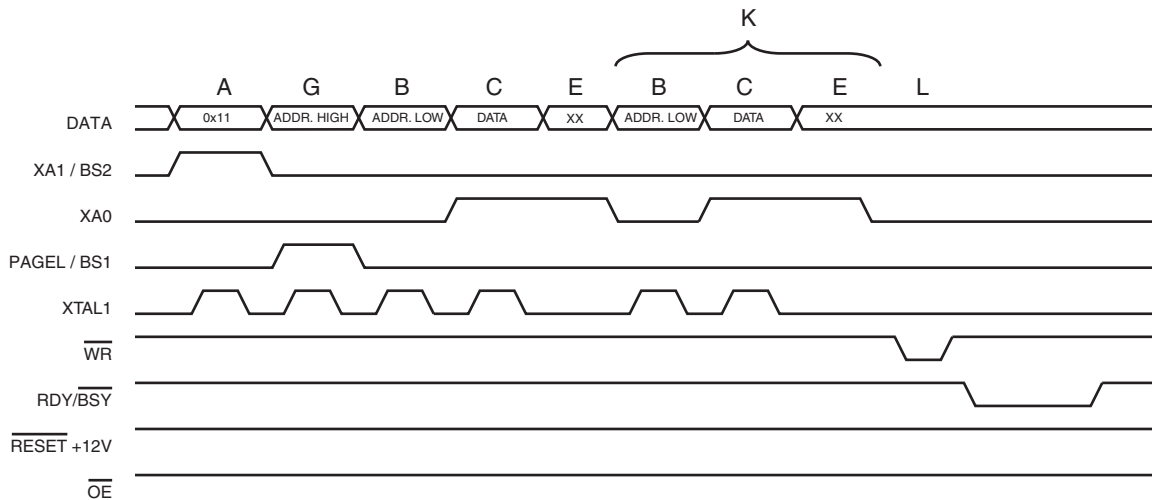 K
A G B C E B C E L
DATA 0x11 ADDR. HIGH ADDR. LOW DATA XX ADDR. LOW DATA XX
XA1 / BS2
XA0
PAGEL / BS1
XTAL1
WR
RDY/BSY
RESET +12V
OE